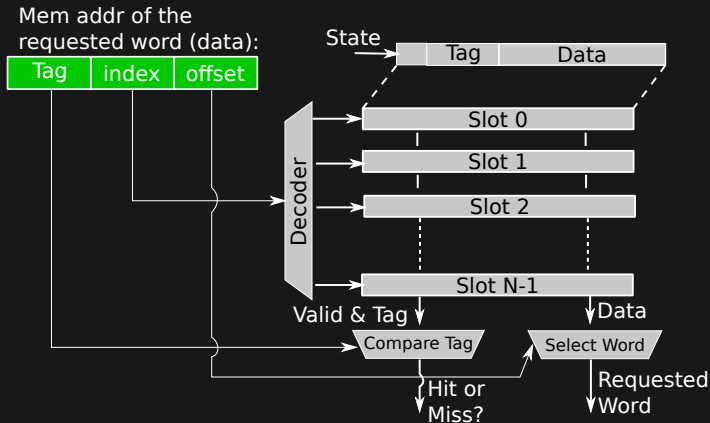 Mem addr of the
requested word (data):
Tag index offset
State
Tag Data
Slot 0
Slot 1
Slot 2
Slot N-1
Decoder
Valid & Tag
Data
Compare Tag
Select Word
Hit or
Miss?
Requested
Word